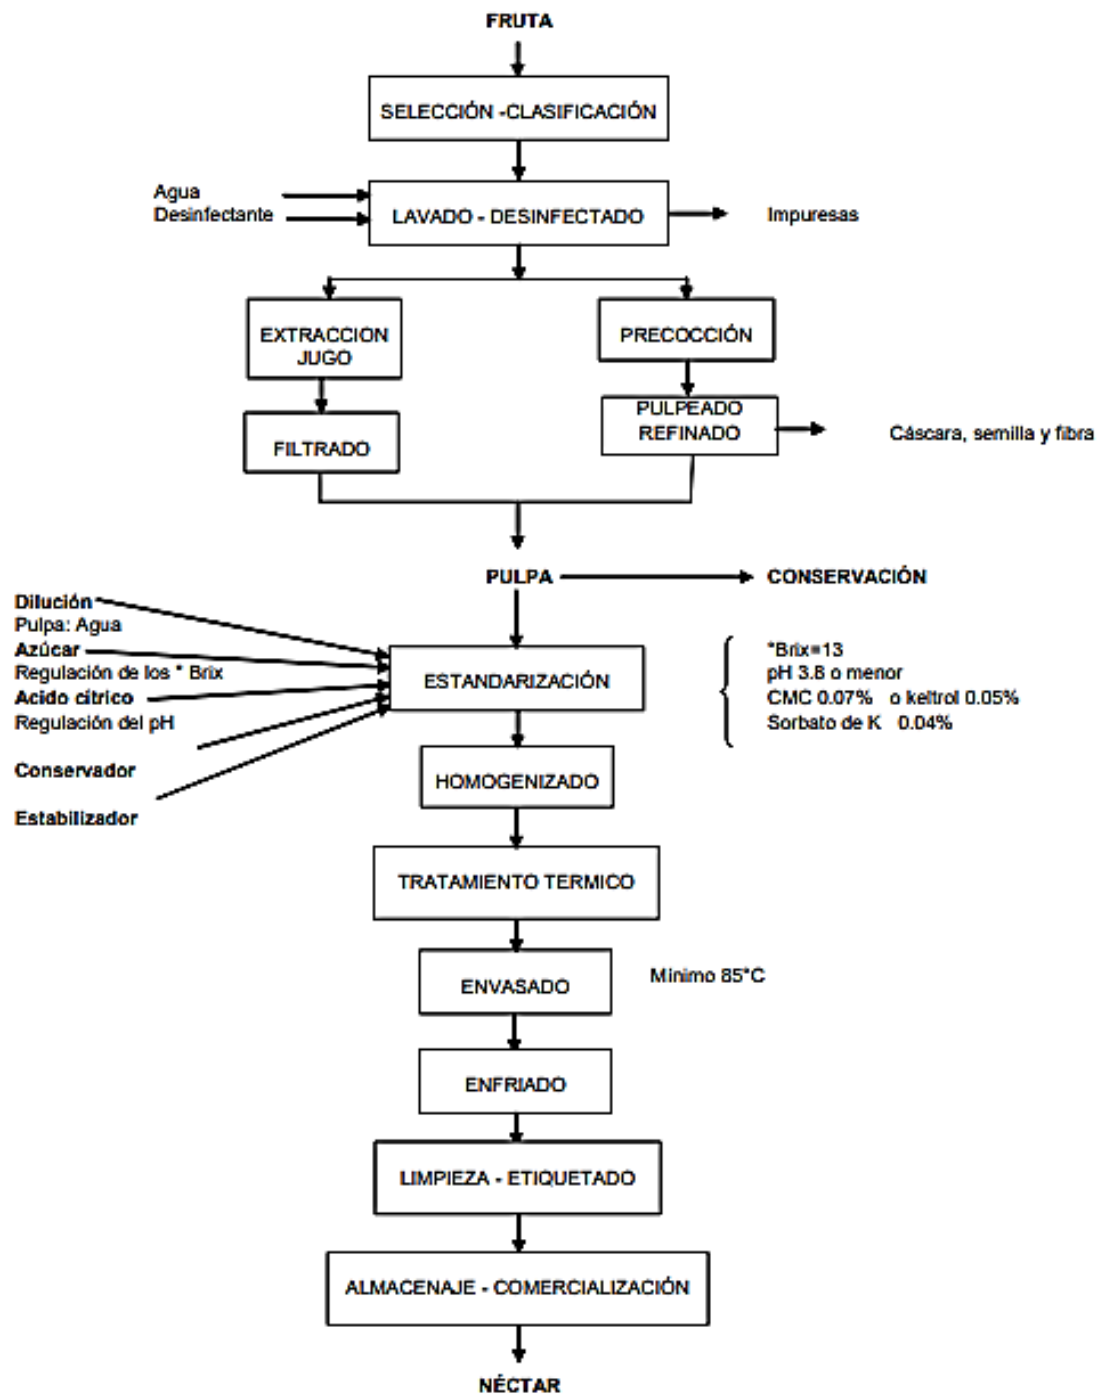 FRUTA
SELECCIÓN -CLASIFICACIÓN
Agua
Desinfectante
LAVADO - DESINFECTADO
Impuresas
EXTRACCION
JUGO
PRECOCCIÓN
FILTRADO
PULPEADO
REFINADO
Cáscara, semilla y fibra
PULPA
CONSERVACIÓN
Dilución
Pulpa: Agua
Azúcar
Regulación de los ° Brix
Acido cítrico
Regulación del pH
Conservador
Estabilizador
ESTANDARIZACIÓN
°Brix=13
pH 3.8 o menor
CMC 0.07% o keltrol 0.05%
Sorbato de K 0.04%
HOMOGENIZADO
TRATAMIENTO TERMICO
ENVASADO
Mínimo 85°C
ENFRIADO
LIMPIEZA - ETIQUETADO
ALMACENAJE - COMERCIALIZACIÓN
NÉCTAR